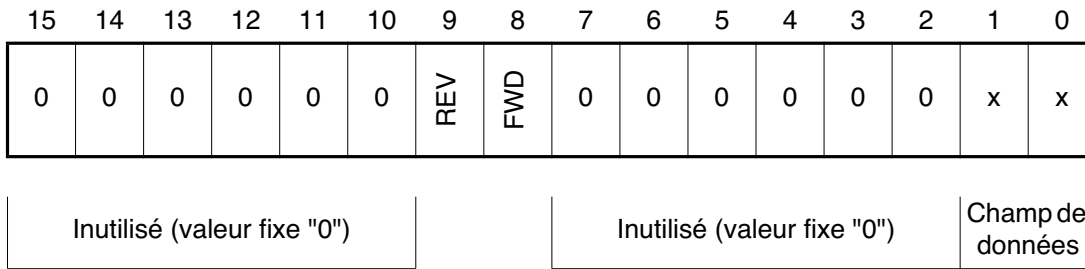 15 14 13 12 11 10 9 8 7 6 5 4 3 2 1 0
0 0 0 0 0 0 REV FWD 0 0 0 0 0 0 x x
Inutilisé (valeur fixe "0") Inutilisé (valeur fixe "0") Champ de
données